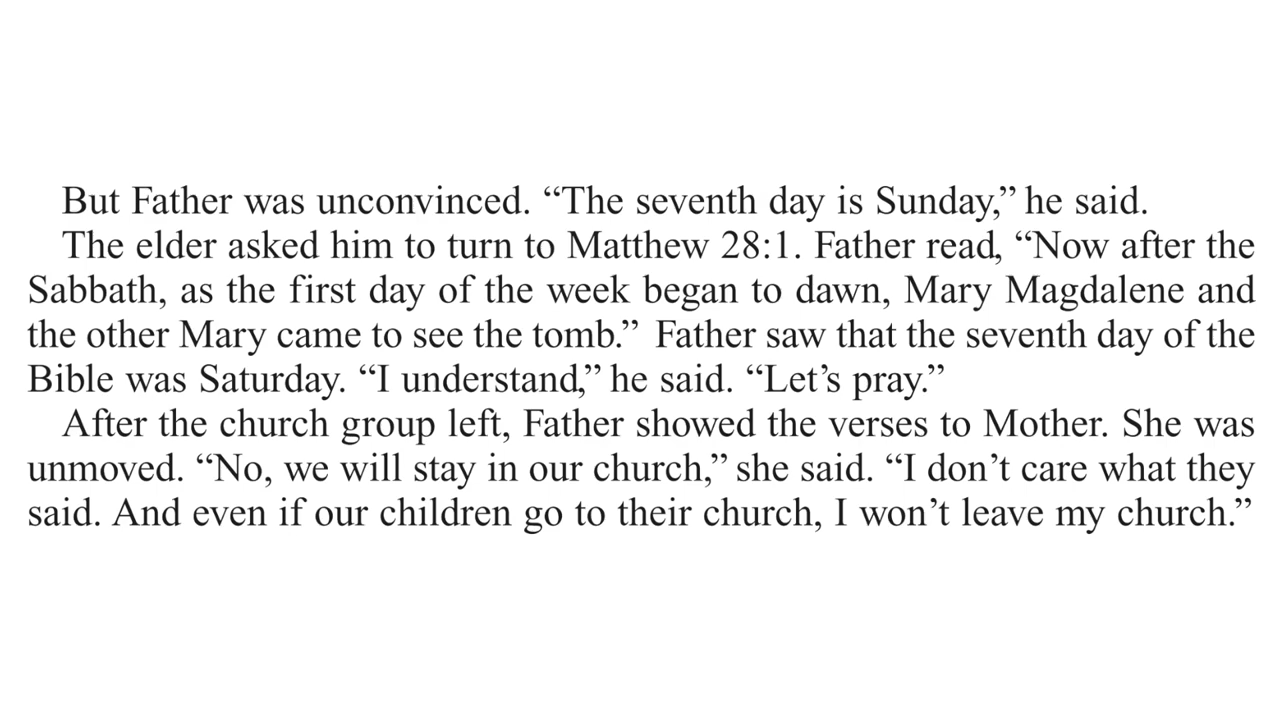 But Father was unconvinced. “The seventh day is Sunday,” he said.
The elder asked him to turn to Matthew 28:1. Father read, “Now after the
Sabbath, as the first day of the week began to dawn, Mary Magdalene and
the other Mary came to see the tomb.” Father saw that the seventh day of the
Bible was Saturday. “I understand,” he said. “Let’s pray.”
After the church group left, Father showed the verses to Mother. She was
unmoved. “No, we will stay in our church,” she said. “I don’t care what they
said. And even if our children go to their church, I won’t leave my church.”